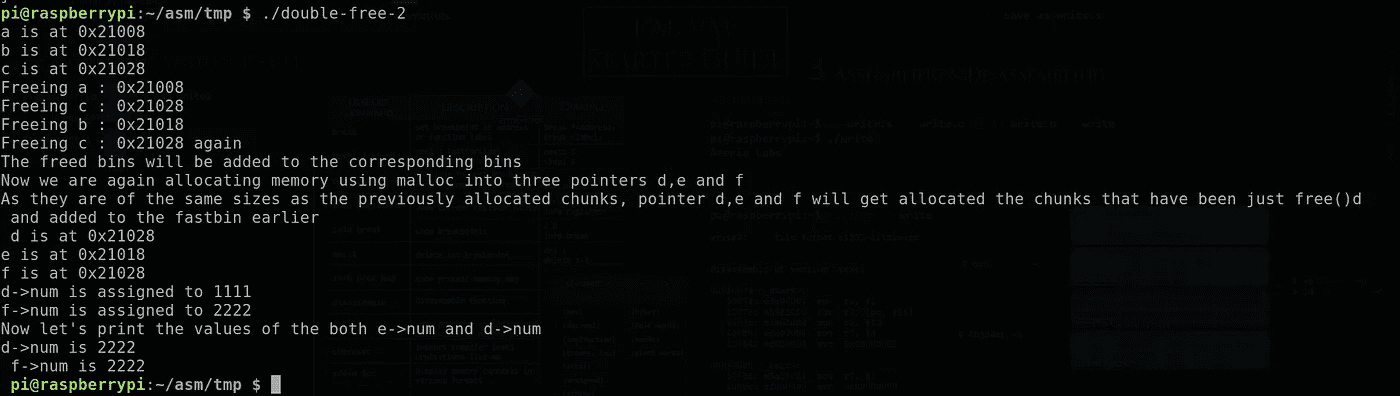 pi@raspberrypi:~/asm/tmp $ ./double-free-2
a is at 0x21008
b is at 0x21018
c is at 0x21028
Freeing a : 0x21008
Freeing c : 0x21028
Freeing b : 0x21018
Freeing c : 0x21028 again
The freed bins will be added to the corresponding bins
Now we are again allocating memory using malloc into three pointers d,e and f
As they are of the same sizes as the previously allocated chunks, pointer d,e and f will get allocated the chunks that have been just free()d
and added to the fastbin earlier
d is at 0x21028
e is at 0x21018
f is at 0x21028
d->num is assigned to 1111
f->num is assigned to 2222
Now let's print the values of the both e->num and d->num
d->num is 2222
f->num is 2222
pi@raspberrypi:~/asm/tmp $